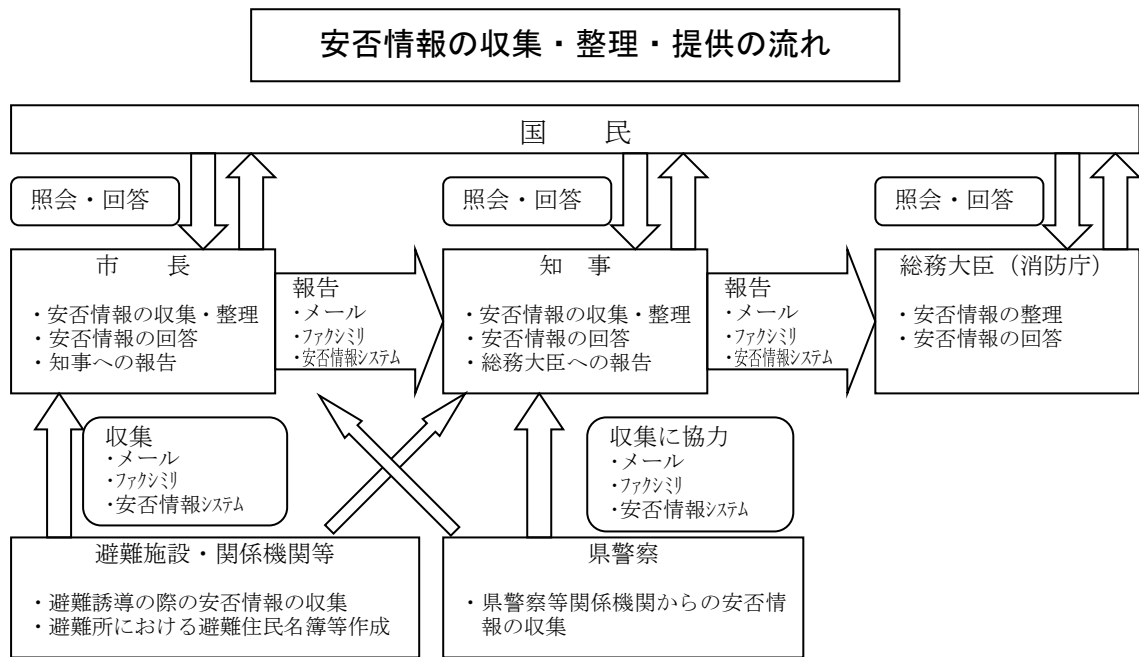 安否情報の収集・整理・提供の流れ
国　　民
照会・回答
照会・回答
照会・回答
市　　長
・安否情報の収集・整理
・安否情報の回答
・知事への報告
報告
・メール
・ファクシミリ
・安否情報システム
知　事
・安否情報の収集・整理
・安否情報の回答
・総務大臣への報告
報告
・メール
・ファクシミリ
・安否情報システム
総務大臣（消防庁）
・安否情報の整理
・安否情報の回答
収集
・メール
・ファクシミリ
・安否情報システム
収集に協力
・メール
・ファクシミリ
・安否情報システム
避難施設・関係機関等
・避難誘導の際の安否情報の収集
・避難所における避難住民名簿等作成
県警察
・県警察等関係機関からの安否情
報の収集